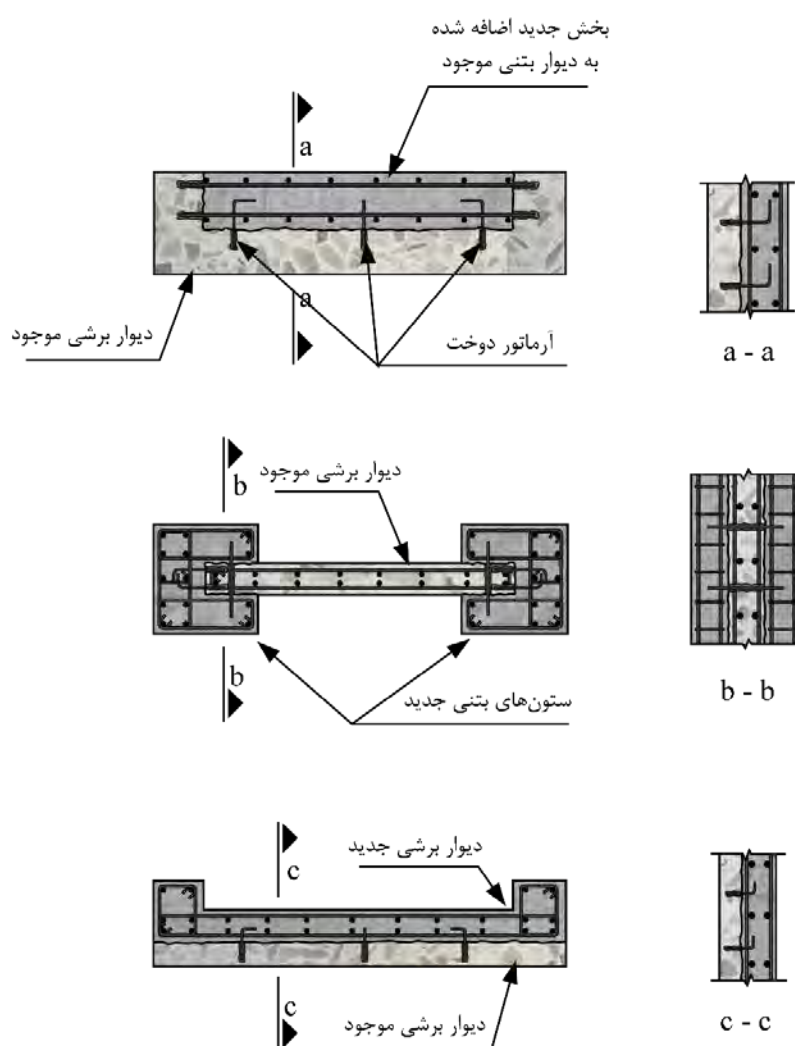 بخش جدید اضافه شده
به دیوار بتنی موجود
a
a
دیوار برشی موجود
آرماتور دوخت
a - a
b
دیوار برشی موجود
b
ستون‌های بتنی جدید
b - b
دیوار برشی جدید
c
c
دیوار برشی موجود
c - c